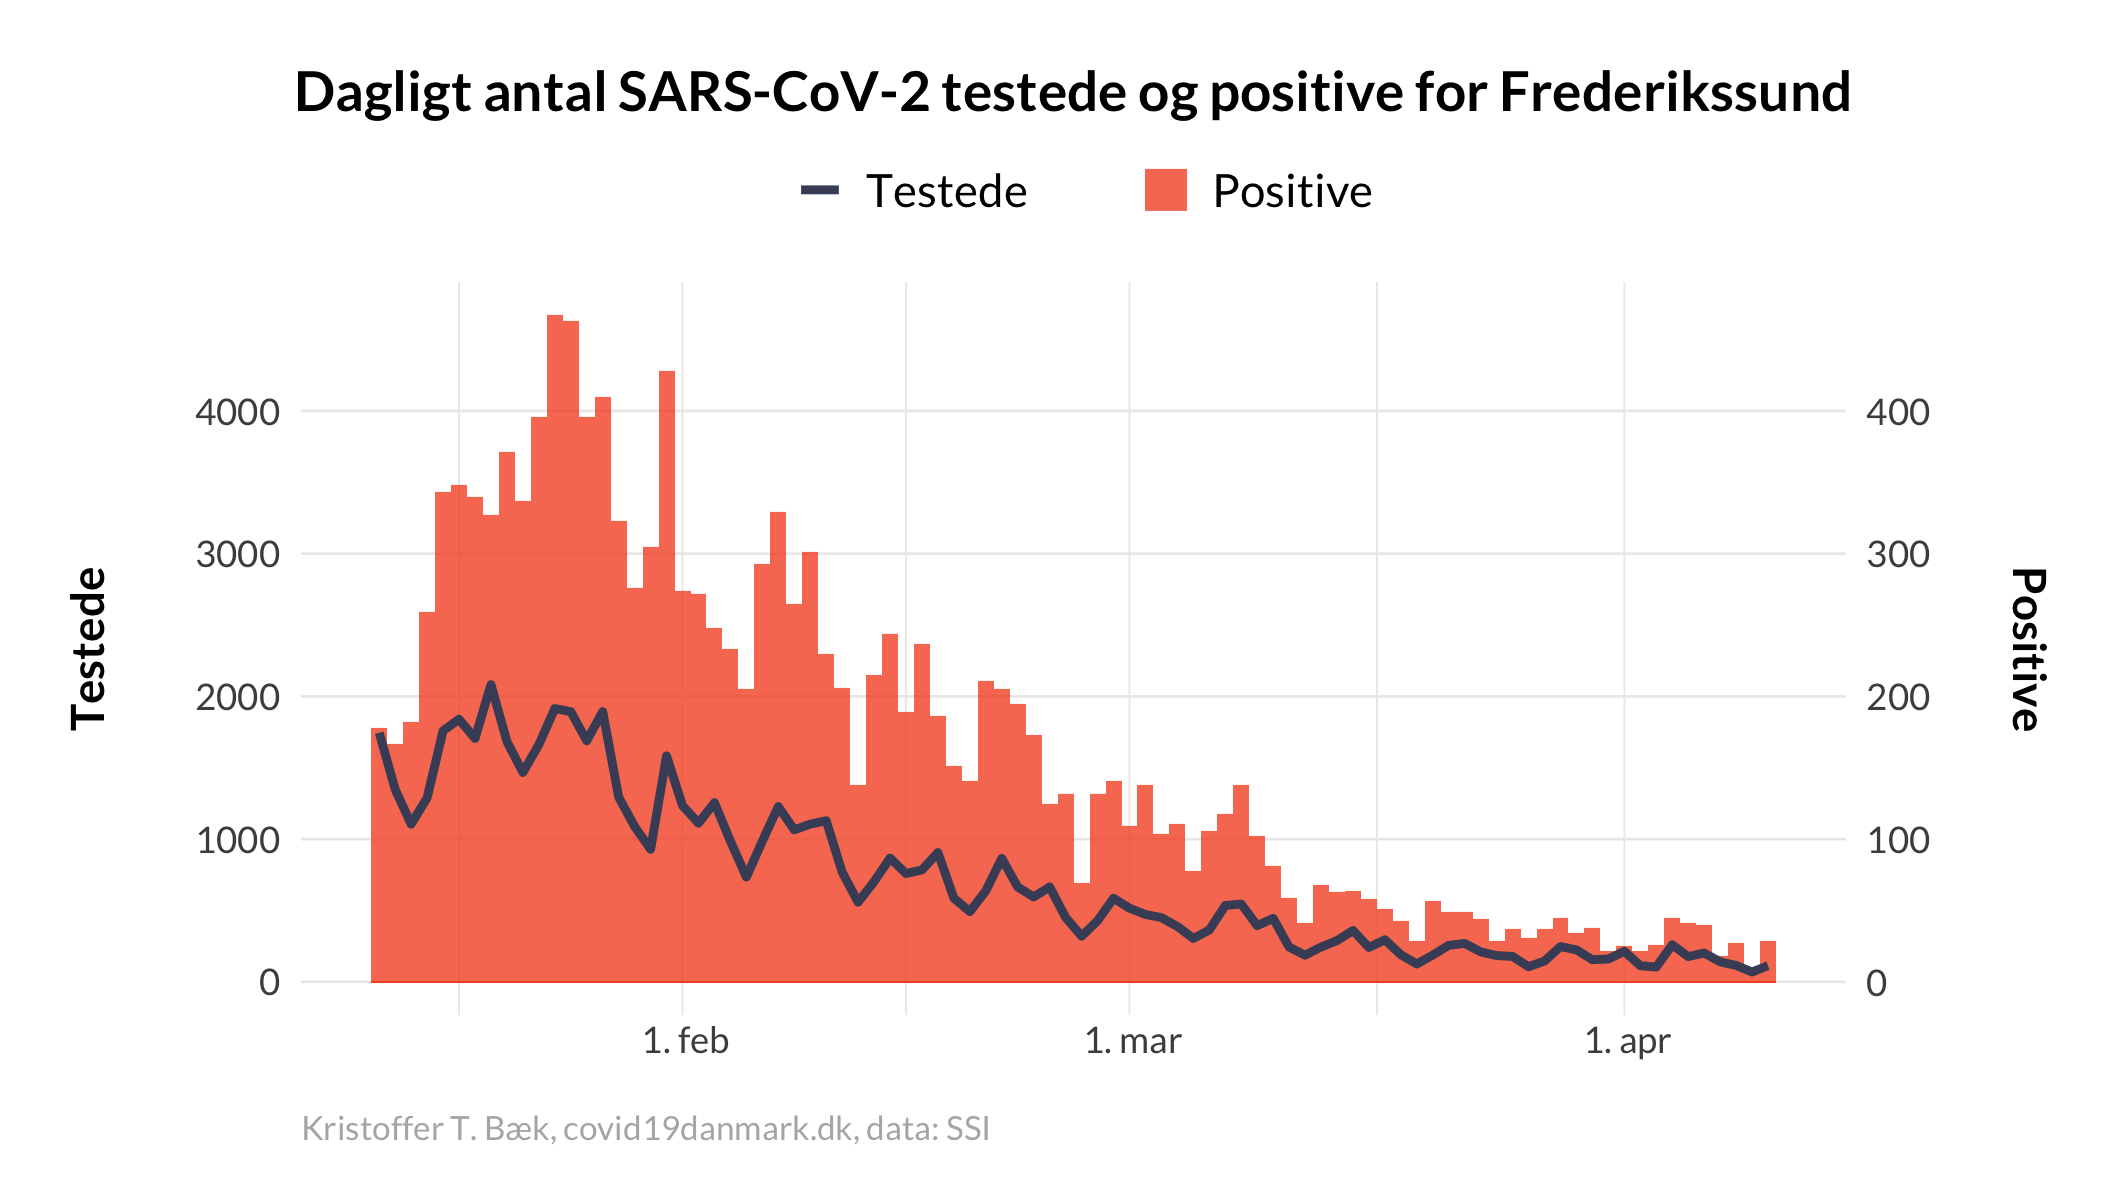 Dagligt antal SARS-CoV-2 testede og positive for Frederikssund
Testede
Positive
Testede
4000
3000
2000
1000
0
400
300
200
100
0
Positive
1. feb
1. mar
1. apr
Kristoffer T. Bæk, covid19danmark.dk, data: SSI